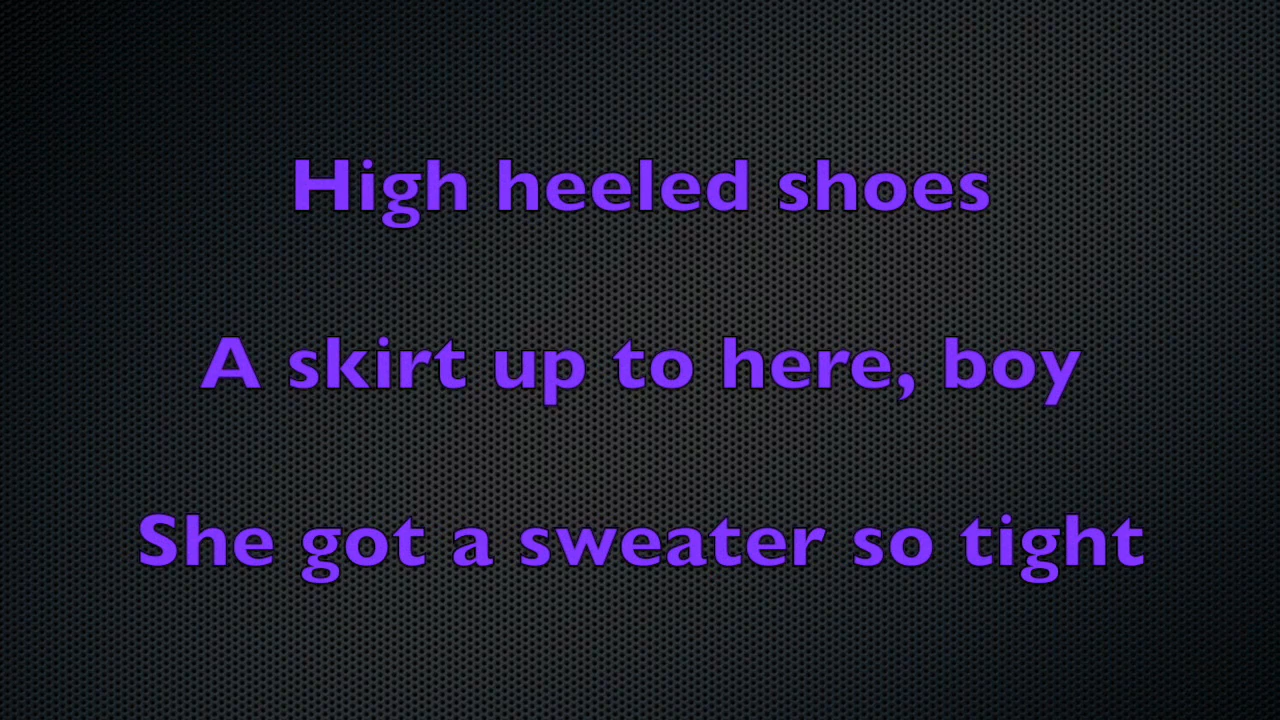 High heeled shoes
A skirt up to here, boy
She got a sweater so tight